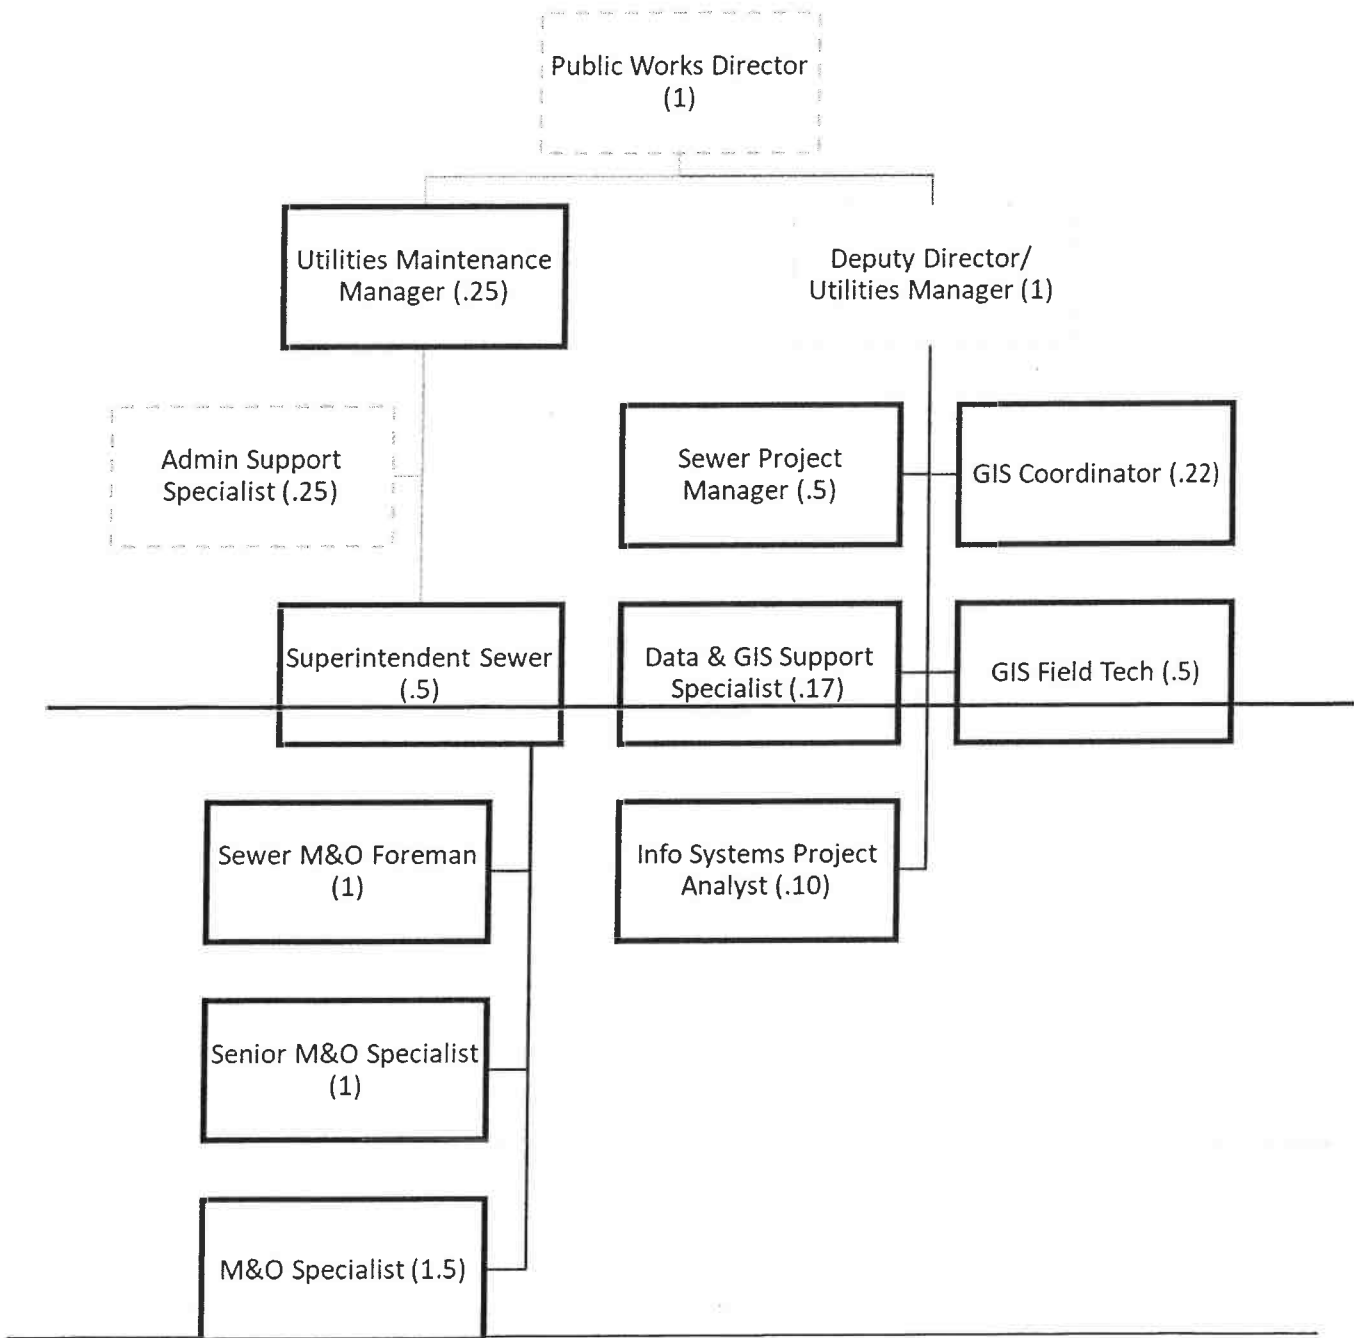 Public Works Director
(1)
Utilities Maintenance
Manager (.25)
Deputy Director/
Utilities Manager (1)
Admin Support
Specialist (.25)
Sewer Project
Manager (.5)
GIS Coordinator (.22)
Superintendent Sewer
(.5)
Data & GIS Support
Specialist (.17)
GIS Field Tech (.5)
Sewer M&O Foreman
(1)
Info Systems Project
Analyst (.10)
Senior M&O Specialist
(1)
M&O Specialist (1.5)